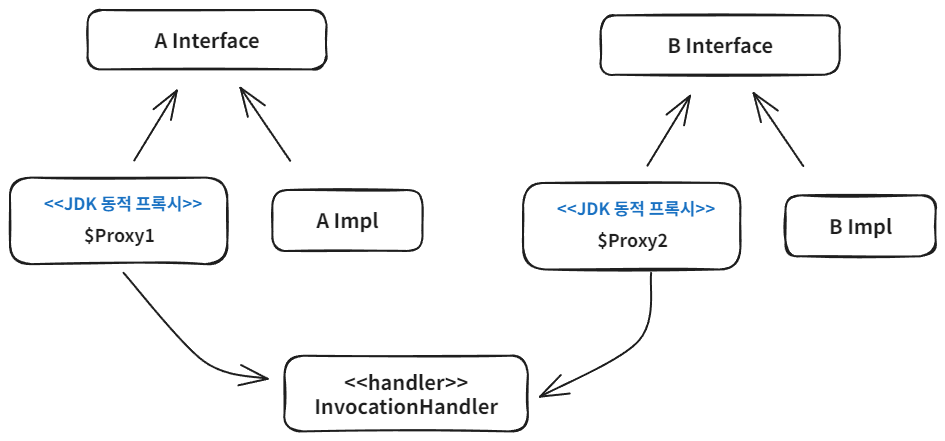 A Interface
B Interface
<<JDK 동적 프록시>>
$Proxy1
A Impl
<<JDK 동적 프록시>>
$Proxy2
B Impl
<<handler>>
InvocationHandler